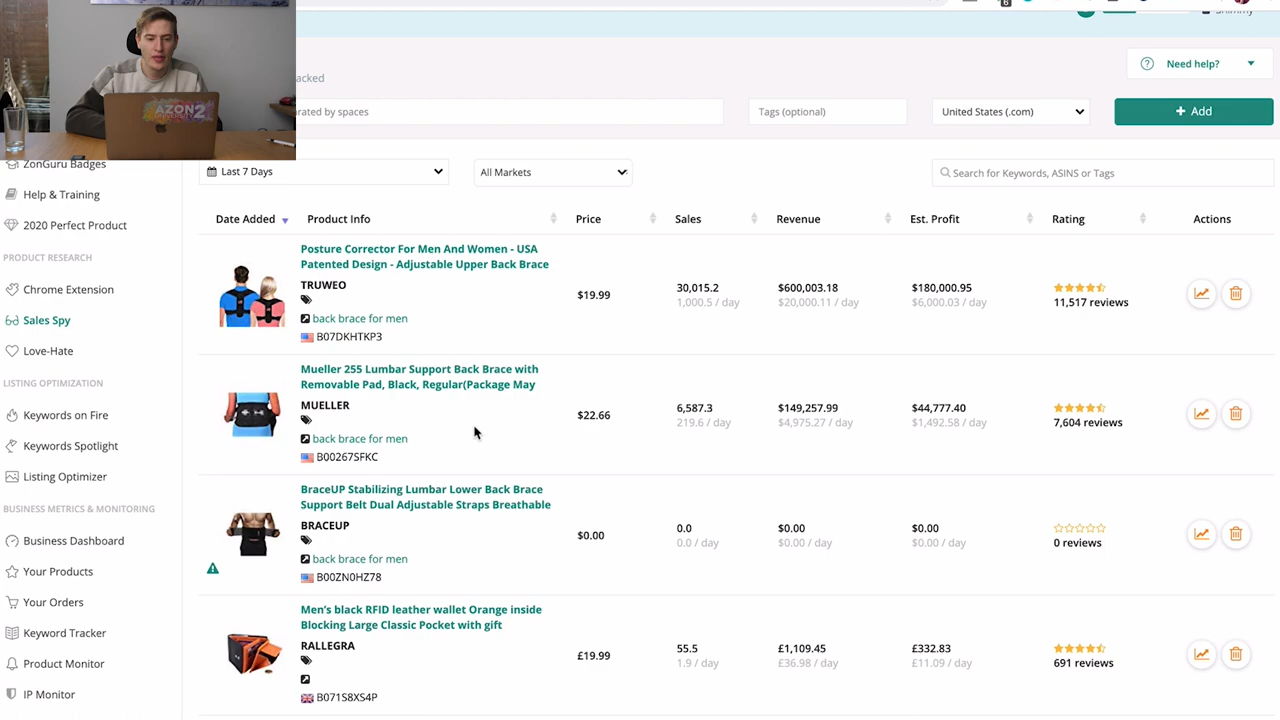 6
Shimmy
AZON2
UNIVERSITY
acked
Need help?
arated by spaces
Tags (optional)
United States (.com)
+ Add
ZonGuru Badges
Help & Training
2020 Perfect Product
PRODUCT RESEARCH
Chrome Extension
Sales Spy
Love-Hate
LISTING OPTIMIZATION
Keywords on Fire
Keywords Spotlight
Listing Optimizer
BUSINESS METRICS & MONITORING
Business Dashboard
Your Products
Your Orders
Keyword Tracker
Product Monitor
IP Monitor
Last 7 Days
All Markets
Search for Keywords, ASINS or Tags
Date Added Product Info Price Sales Revenue Est. Profit Rating Actions
Posture Corrector For Men And Women - USA
Patented Design - Adjustable Upper Back Brace
TRUWEO
back brace for men
B07DKHTKP3
$19.99
30,015.2
1,000.5 / day
$600,003.18
$20,000.11 / day
$180,000.95
$6,000.03 / day
11,517 reviews
Mueller 255 Lumbar Support Back Brace with
Removable Pad, Black, Regular(Package May
MUELLER
back brace for men
B00267SFKC
$22.66
6,587.3
219.6 / day
$149,257.99
$4,975.27 / day
$44,777.40
$1,492.58 / day
7,604 reviews
BraceUP Stabilizing Lumbar Lower Back Brace
Support Belt Dual Adjustable Straps Breathable
BRACEUP
back brace for men
B00ZN0HZ78
$0.00
0.0
0.0 / day
$0.00
$0.00 / day
$0.00
$0.00 / day
0 reviews
Men's black RFID leather wallet Orange inside
Blocking Large Classic Pocket with gift
RALLEGRA
B071S8XS4P
£19.99
55.5
1.9 / day
£1,109.45
£36.98 / day
£332.83
£11.09 / day
691 reviews